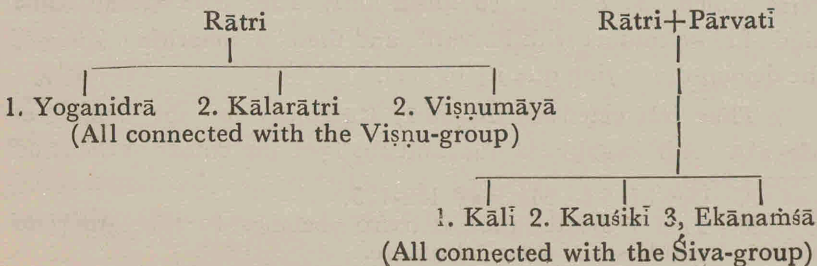 Rātri Rātri+Pārvatī
1. Yoganidrā 2. Kālarātri 2. Viṣṇumāyā
(All connected with the Viṣṇu-group)
1. Kālī 2. Kauśikī 3, Ekānaṁśā
(All connected with the Śiva-group)